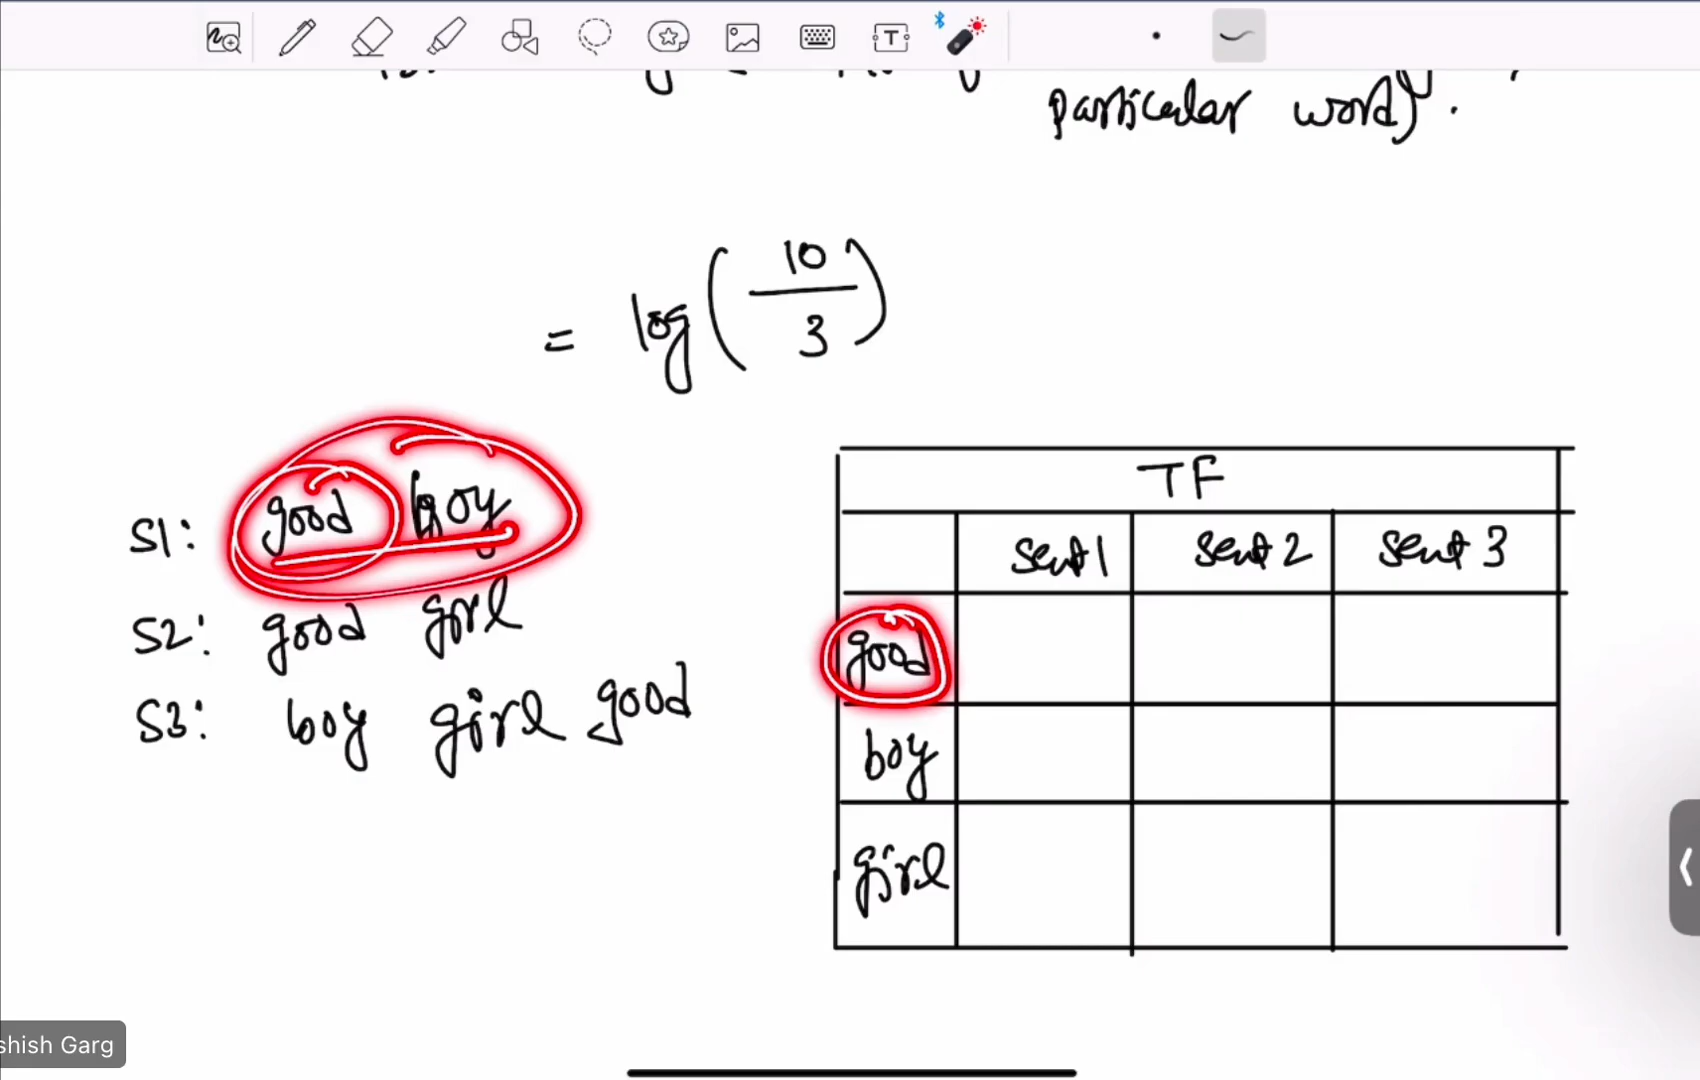 particular word).
= log(10/3)
S1: good boy
S2: good girl
S3: boy girl good
TF
sent 1 sent 2 sent 3
good
boy
girl
shish Garg